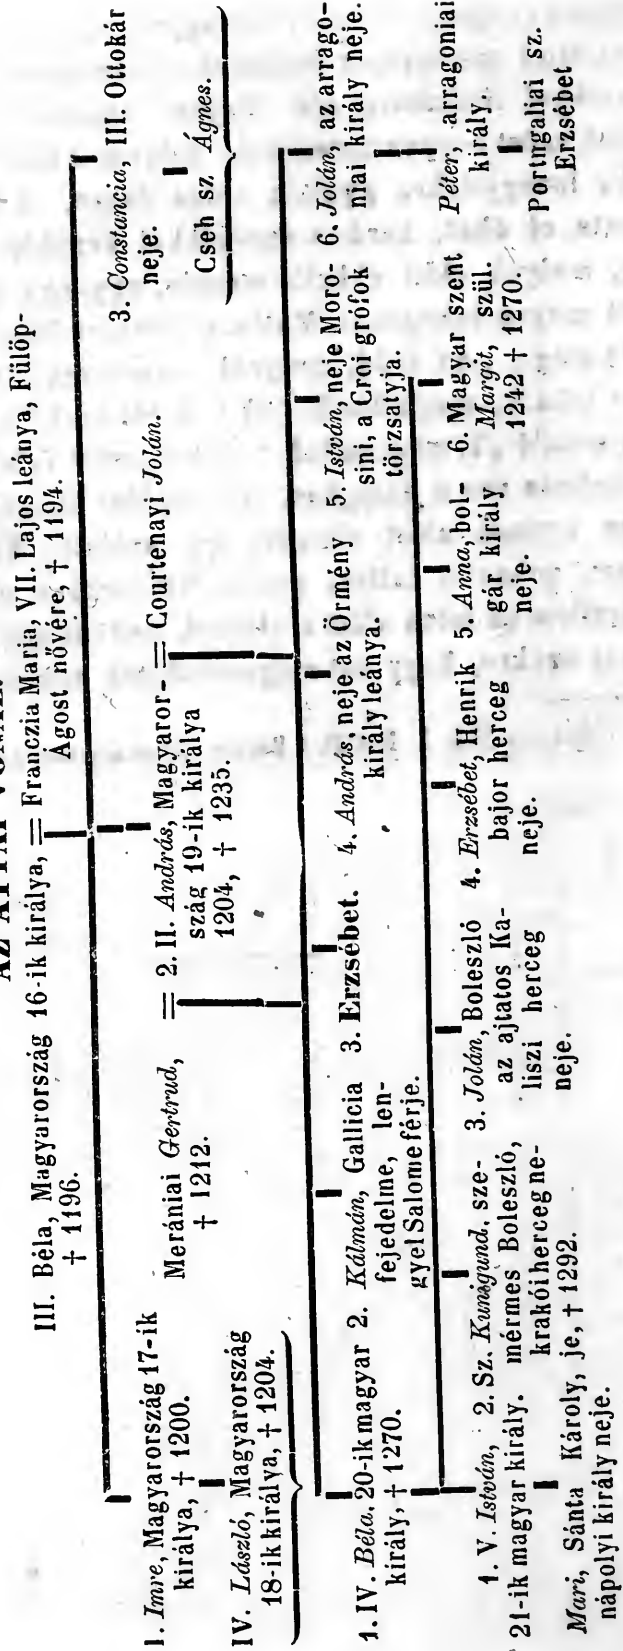 III. Béla, Magyarország 16-ik királya, = Franczia Maria, VII. Lajos leánya, Fülöp-
† 1196.
Ágost nővére, † 1194.
1. Imre, Magyarország 17-ik
királya, † 1200.
IV. László, Magyarország
18-ik királya, † 1204.
Merániai Gertrud,
† 1212.
= 2. II. András, Magyaror-
szág 19-ik királya
1204, † 1235.
= Courtenayi Jolán.
3. Constancia, III. Ottokár
neje.
Cseh sz. Ágnes.
1. IV. Béla. 20-ik magyar
király, † 1270.
2. Kálmán, Gallicia
fejedelme, len-
gyel Salome férje.
3. Erzsébet.
4. András, neje az Örmény
király leánya.
5. István, neje Moro-
sini, a Croi grófok
törzsatyja.
6. Jolán, az arrago-
niai király neje.
Péter, arragoniai
király.
Portngaliai sz.
Erzsébet
1. V. István,
21-ik magyar király.
Mari, Sánta Károly,
nápolyi király neje.
2. Sz. Kunigund, sze-
mérmes Boleszló,
krakói herceg ne-
je, † 1292.
3. Jolán, Boleszló
az ajtatos Ka-
liszi herceg
neje.
4. Erzsébet, Henrik
bajor herceg
neje.
5. Anna, bol-
gár király
neje.
6. Magyar szent
Margit, szül.
1242 † 1270.